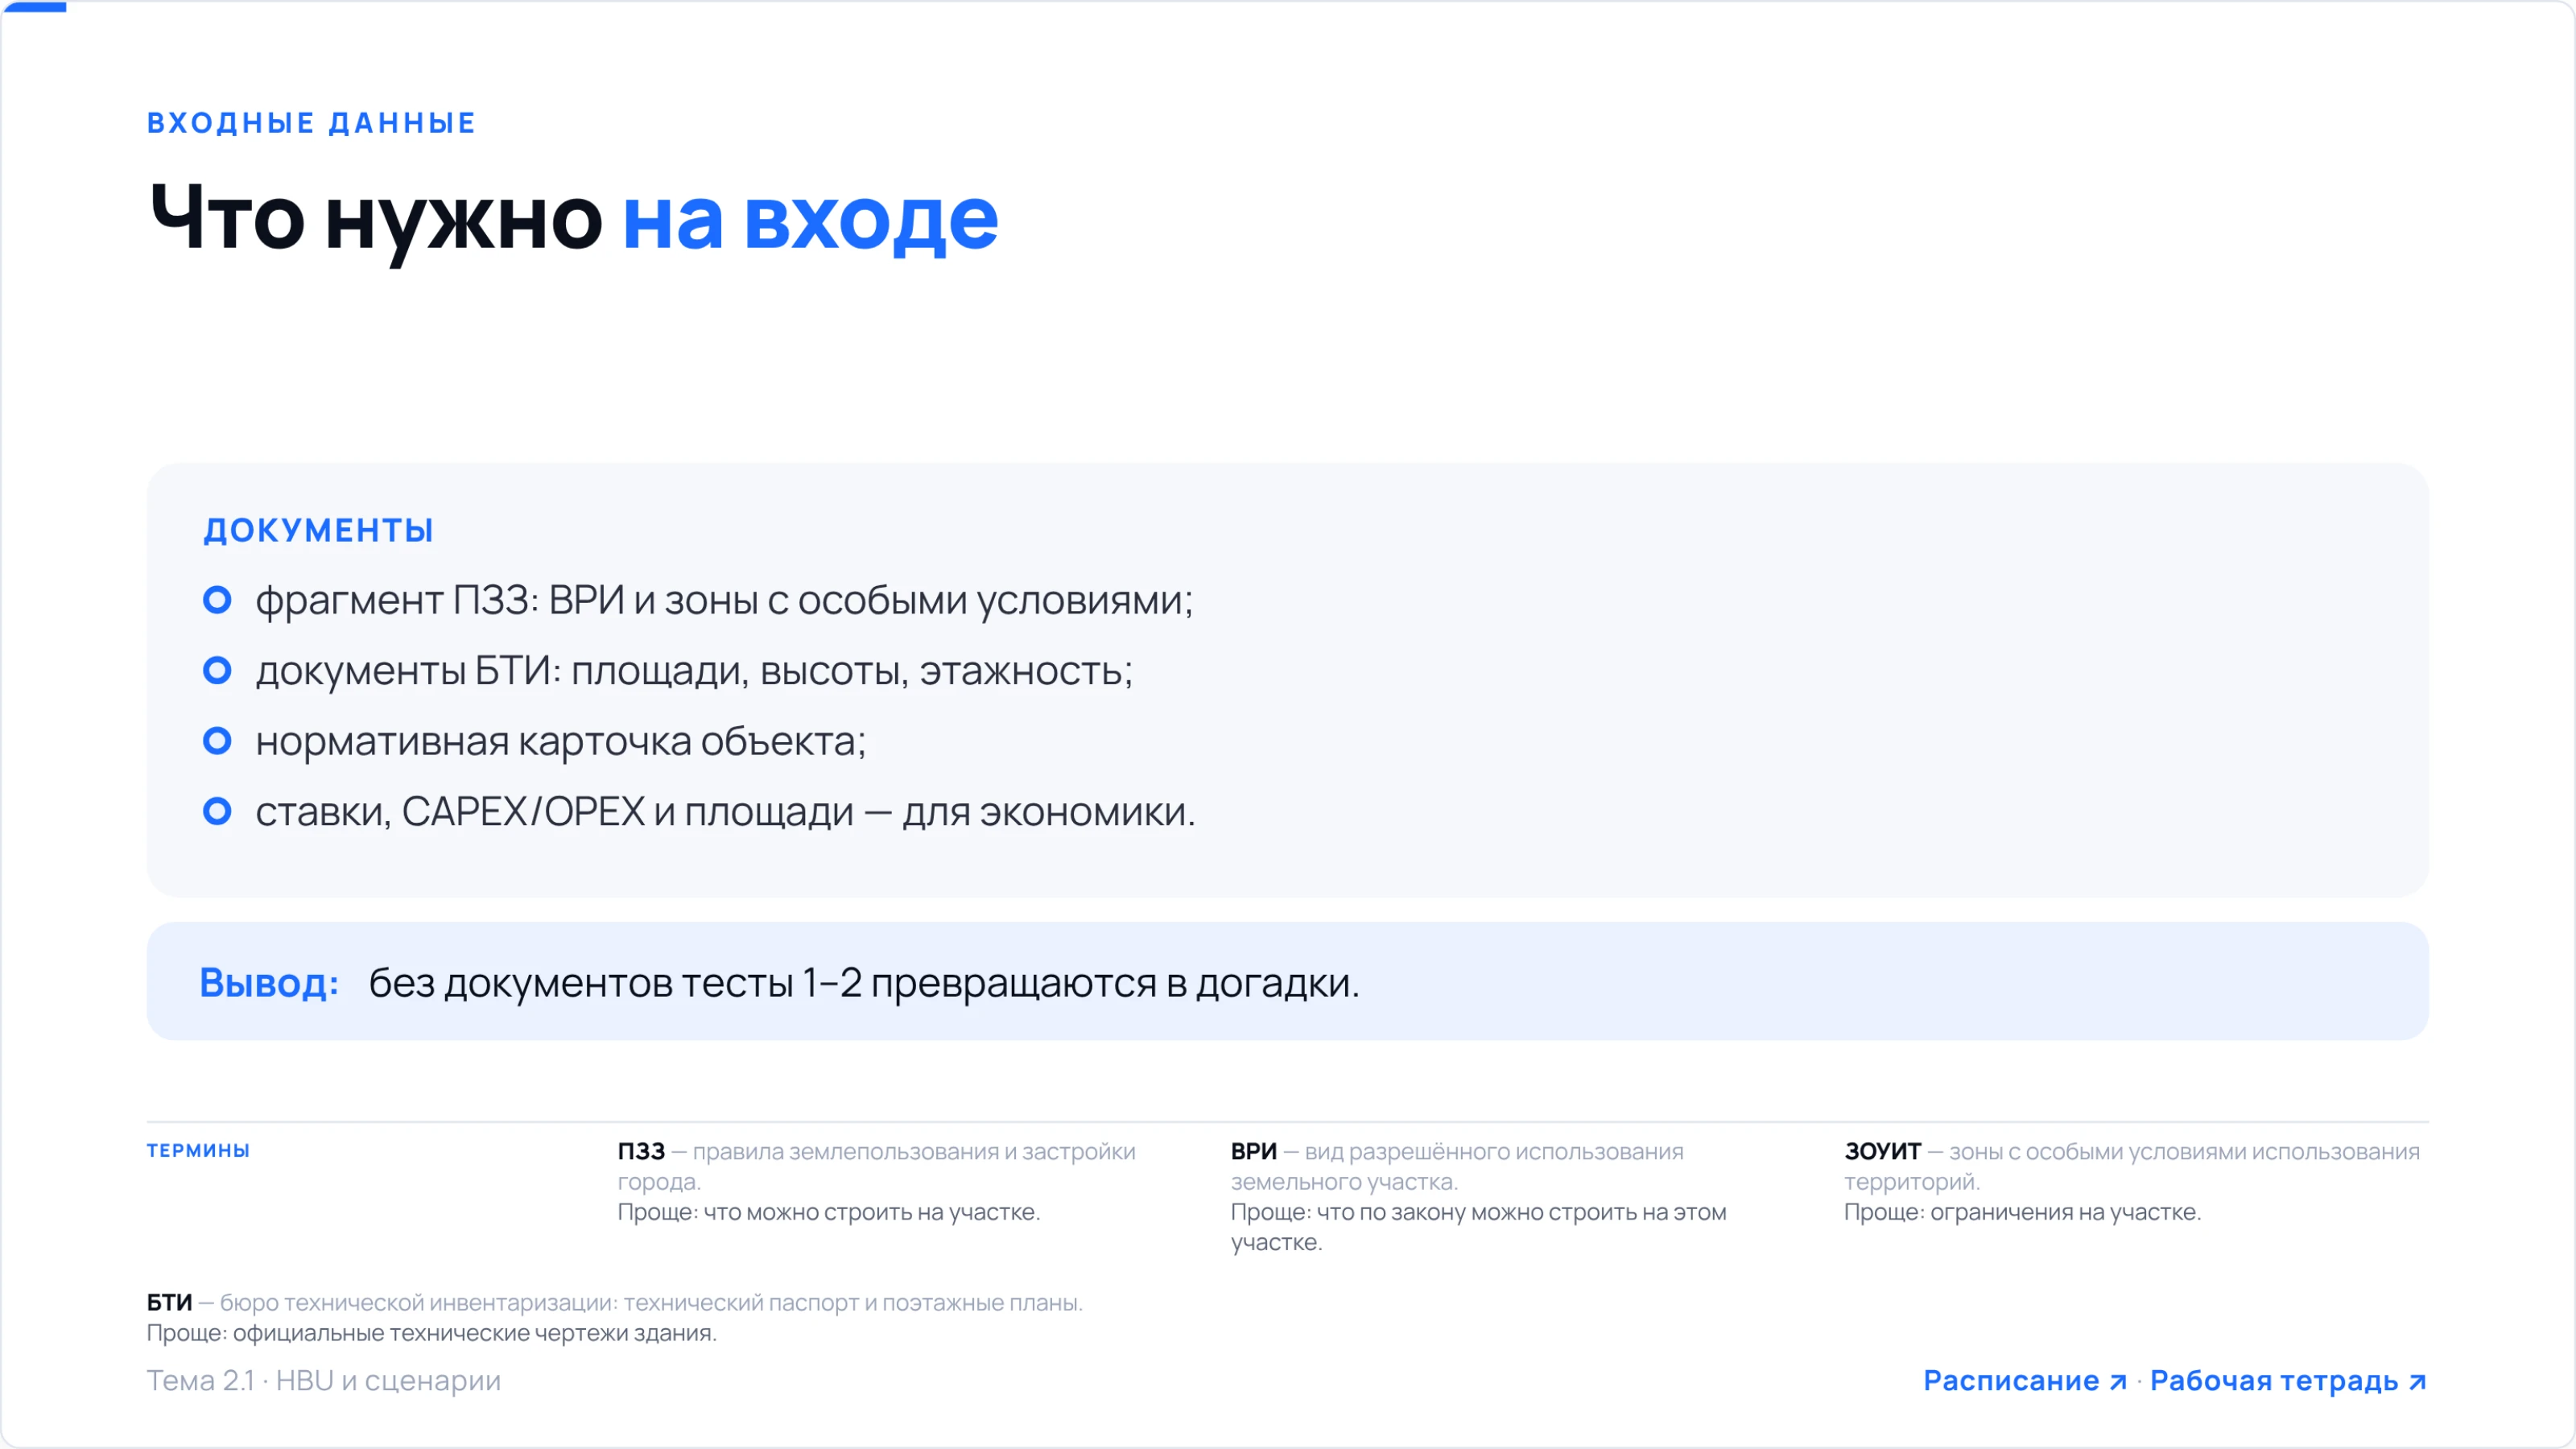 ВХОДНЫЕ ДАННЫЕ
Что нужно на входе
ДОКУМЕНТЫ
фрагмент ПЗЗ: ВРИ и зоны с особыми условиями;
документы БТИ: площади, высоты, этажность;
нормативная карточка объекта;
ставки, CAPEX/OPEX и площади — для экономики.
Вывод: без документов тесты 1–2 превращаются в догадки.
ТЕРМИНЫ
ПЗЗ — правила землепользования и застройки
города.
Проще: что можно строить на участке.
ВРИ — вид разрешённого использования
земельного участка.
Проще: что по закону можно строить на этом
участке.
ЗОУИТ — зоны с особыми условиями использования
территорий.
Проще: ограничения на участке.
БТИ — бюро технической инвентаризации: технический паспорт и поэтажные планы.
Проще: официальные технические чертежи здания.
Тема 2.1 · HBU и сценарии
Расписание ↗ · Рабочая тетрадь ↗